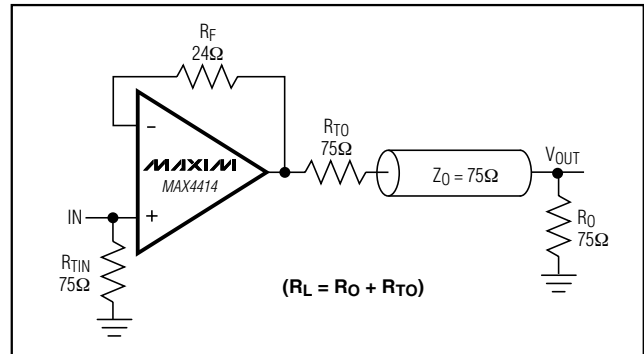 RF
24Ω
−
MAXIM
MAX4414
+
IN
RTIN
75Ω
RTO
75Ω
ZO = 75Ω
VOUT
RO
75Ω
(RL = RO + RTO)